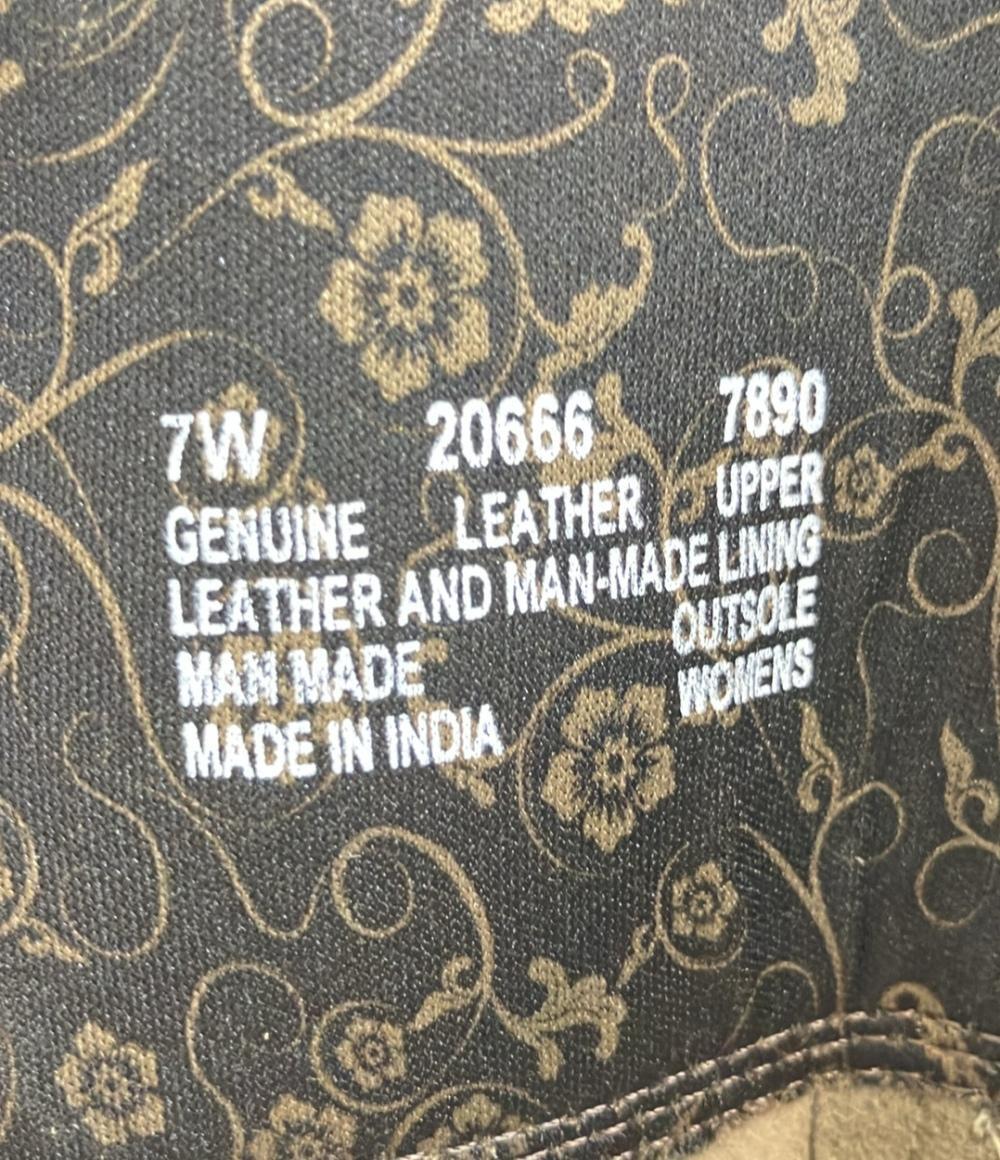 7W 20666 7890
GENUINE LEATHER UPPER
LEATHER AND MAN-MADE LINING
MAN MADE OUTSOLE
MADE IN INDIA WOMENS